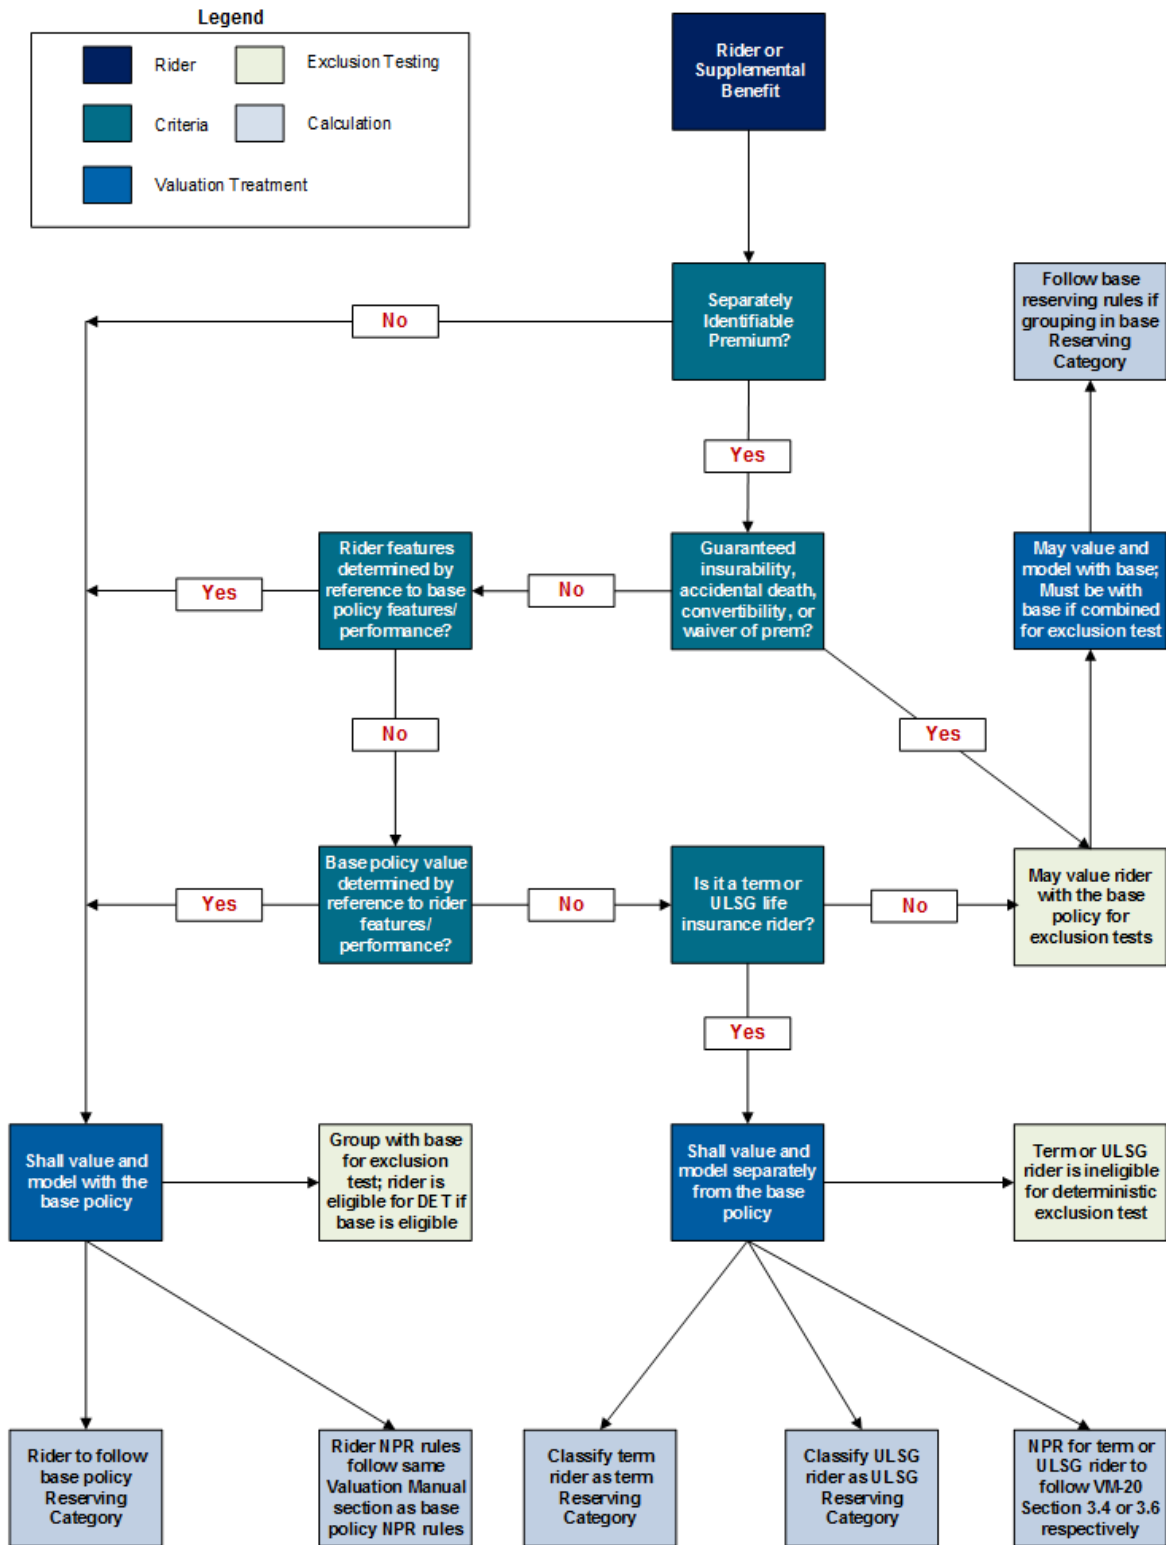 Legend
Rider
Exclusion Testing
Criteria
Calculation
Valuation Treatment
Rider or
Supplemental
Benefit
Separately
Identifiable
Premium?
No
Follow base
reserving rules if
grouping in base
Reserving
Category
Yes
Rider features
determined by
reference to base
policy features/
performance?
Yes
No
Guaranteed
insurability,
accidental death,
convertibility, or
waiver of prem?
May value and
model with base;
Must be with
base if combined
for exclusion test
No
Yes
Base policy value
determined by
reference to rider
features/
performance?
Yes
No
Is it a term or
ULSG life
insurance rider?
No
May value rider
with the base
policy for
exclusion tests
Yes
Shall value and
model with the
base policy
Group with base
for exclusion
test; rider is
eligible for DET if
base is eligible
Shall value and
model separately
from the base
policy
Term or ULSG
rider is ineligible
for deterministic
exclusion test
Rider to follow
base policy
Reserving
Category
Rider NPR rules
follow same
Valuation Manual
section as base
policy NPR rules
Classify term
rider as term
Reserving
Category
Classify ULSG
rider as ULSG
Reserving
Category
NPR for term or
ULSG rider to
follow VM-20
Section 3.4 or 3.6
respectively